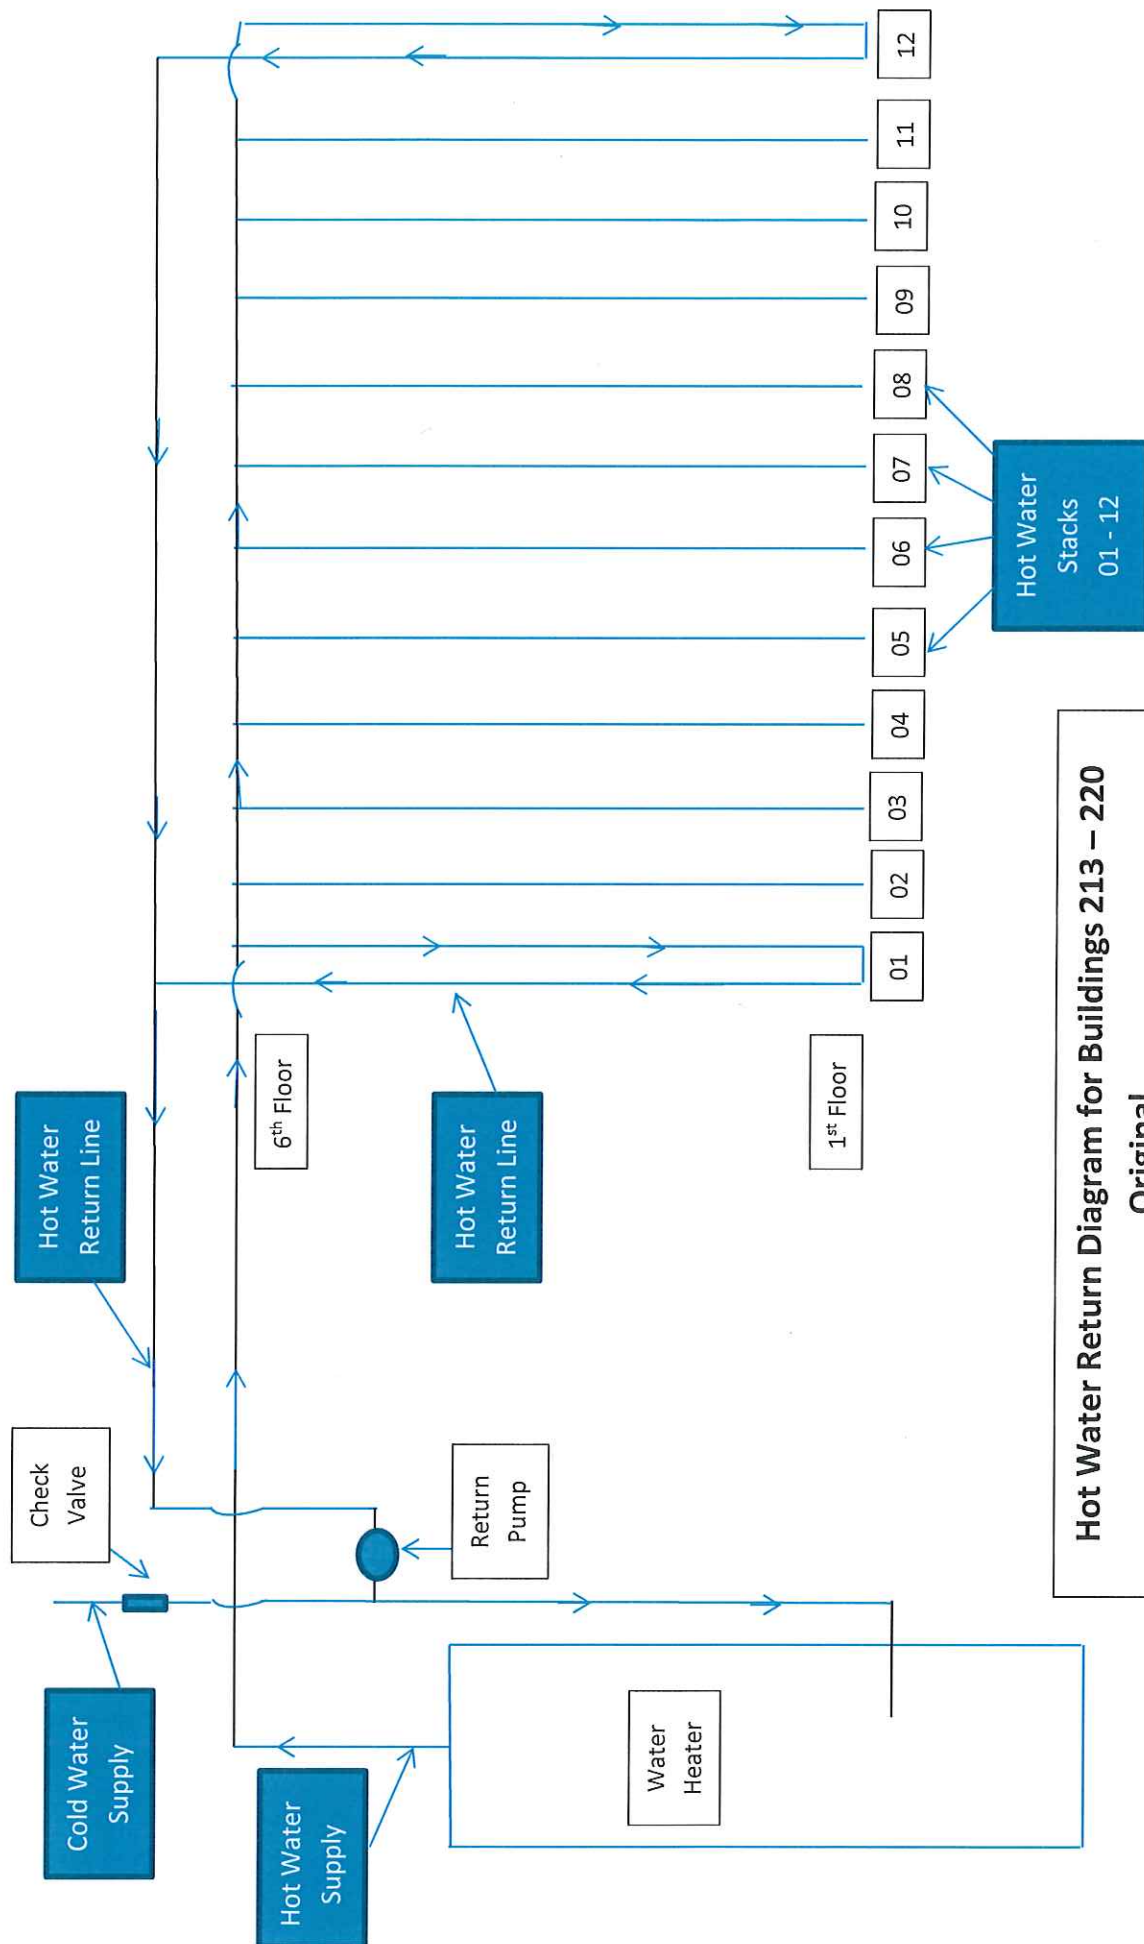 Cold Water
Supply
Check
Valve
Hot Water
Return Line
Hot Water
Supply
Return
Pump
Hot Water
Return Line
6th Floor
1st Floor
Water
Heater
01
02
03
04
05
06
07
08
09
10
11
12
Hot Water
Stacks
01 - 12
Hot Water Return Diagram for Buildings 213 – 220
Original